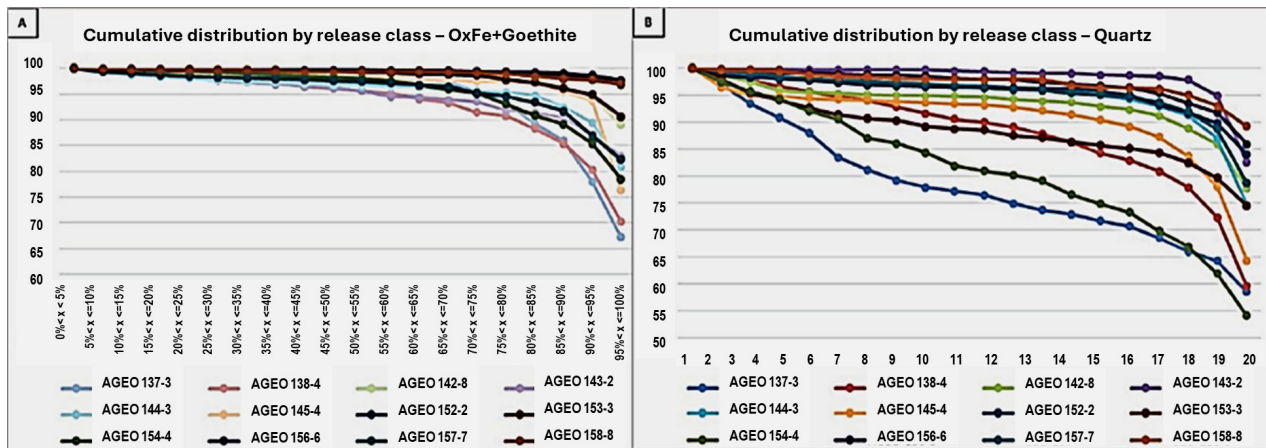 A
Cumulative distribution by release class – OxFe+Goethite
100
95
90
85
80
75
70
65
60
0%< x < 5%
5%< x <=10%
10%< x <=15%
15%< x <=20%
20%< x <=25%
25%< x <=30%
30%< x <=35%
35%< x <=40%
40%< x <=45%
45%< x <=50%
50%< x <=55%
55%< x <=60%
60%< x <=65%
65%< x <=70%
70%< x <=75%
75%< x <=80%
80%< x <=85%
85%< x <=90%
90%< x <=95%
95%< x <=100%
AGEO 137-3
AGEO 138-4
AGEO 142-8
AGEO 143-2
AGEO 144-3
AGEO 145-4
AGEO 152-2
AGEO 153-3
AGEO 154-4
AGEO 156-6
AGEO 157-7
AGEO 158-8
B
Cumulative distribution by release class – Quartz
100
95
90
85
80
75
70
65
60
55
50
1 2 3 4 5 6 7 8 9 10 11 12 13 14 15 16 17 18 19 20
AGEO 137-3
AGEO 138-4
AGEO 142-8
AGEO 143-2
AGEO 144-3
AGEO 145-4
AGEO 152-2
AGEO 153-3
AGEO 154-4
AGEO 156-6
AGEO 157-7
AGEO 158-8